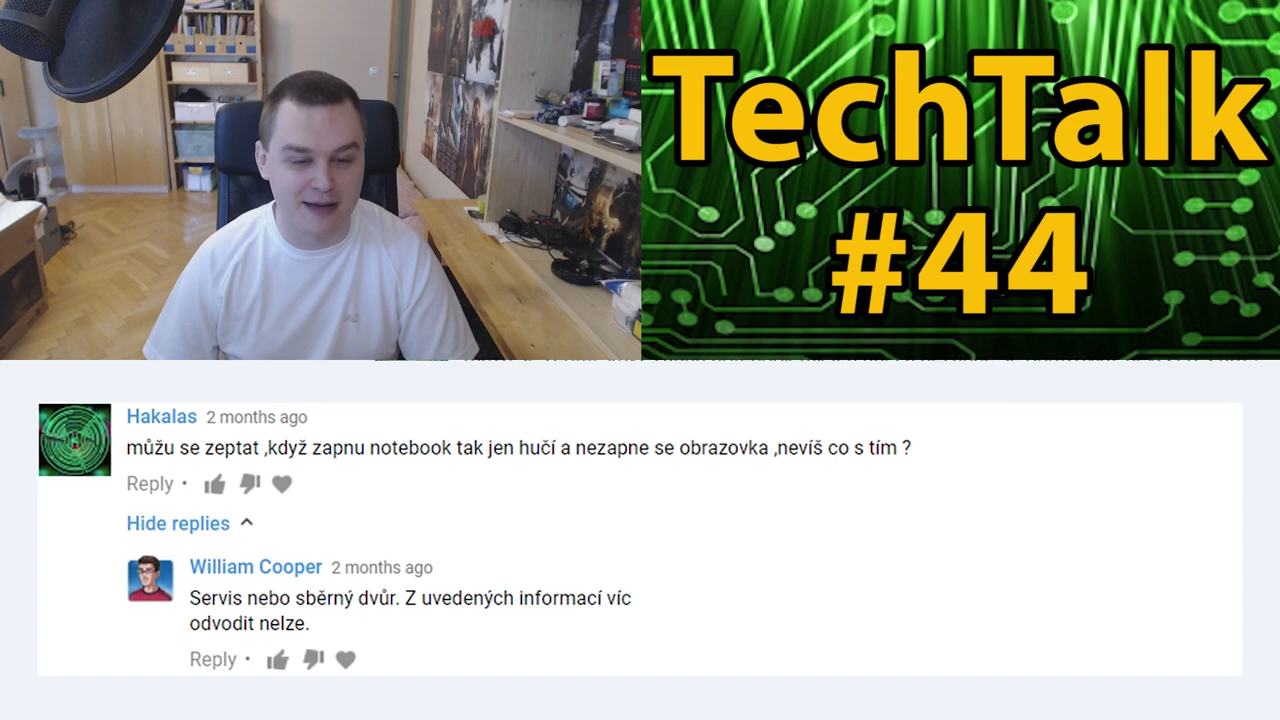 TechTalk
#44
Hakalas 2 months ago
můžu se zeptat ,když zapnu notebook tak jen hučí a nezapne se obrazovka ,nevíš co s tím ?
Reply •
Hide replies
William Cooper 2 months ago
Servis nebo sběrný dvůr. Z uvedených informací víc
odvodit nelze.
Reply •